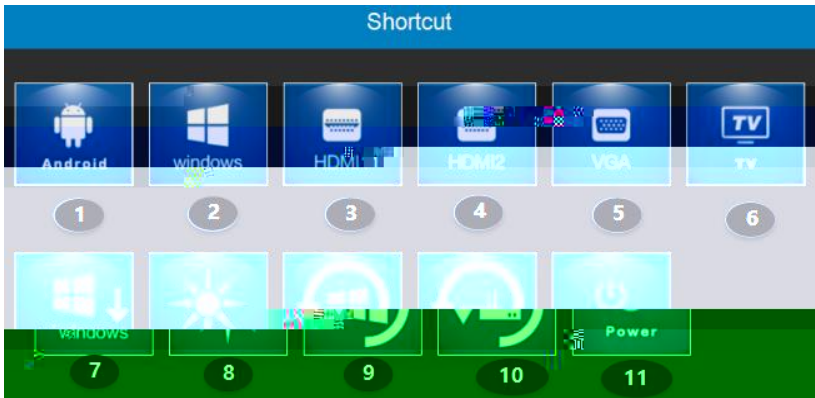 Shortcut
Android windows HDMI1 HDMI2 VGA TV TV
1 2 3 4 5 6
windows Power
7 8 9 10 11